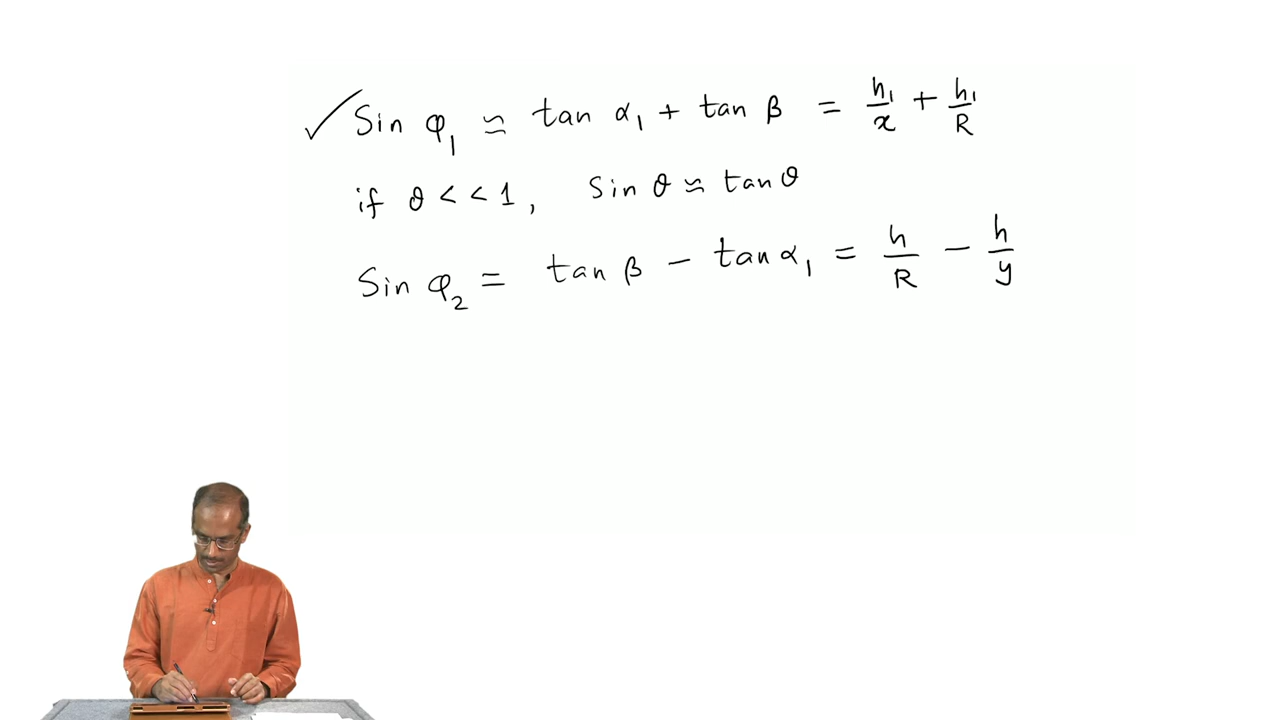 ✓ Sin φ₁ ≈ tan α₁ + tan β = h₁/x + h₁/R
if θ << 1, Sin θ ≈ tan θ
Sin φ₂ = tan β - tan α₁ = h/R - h/y